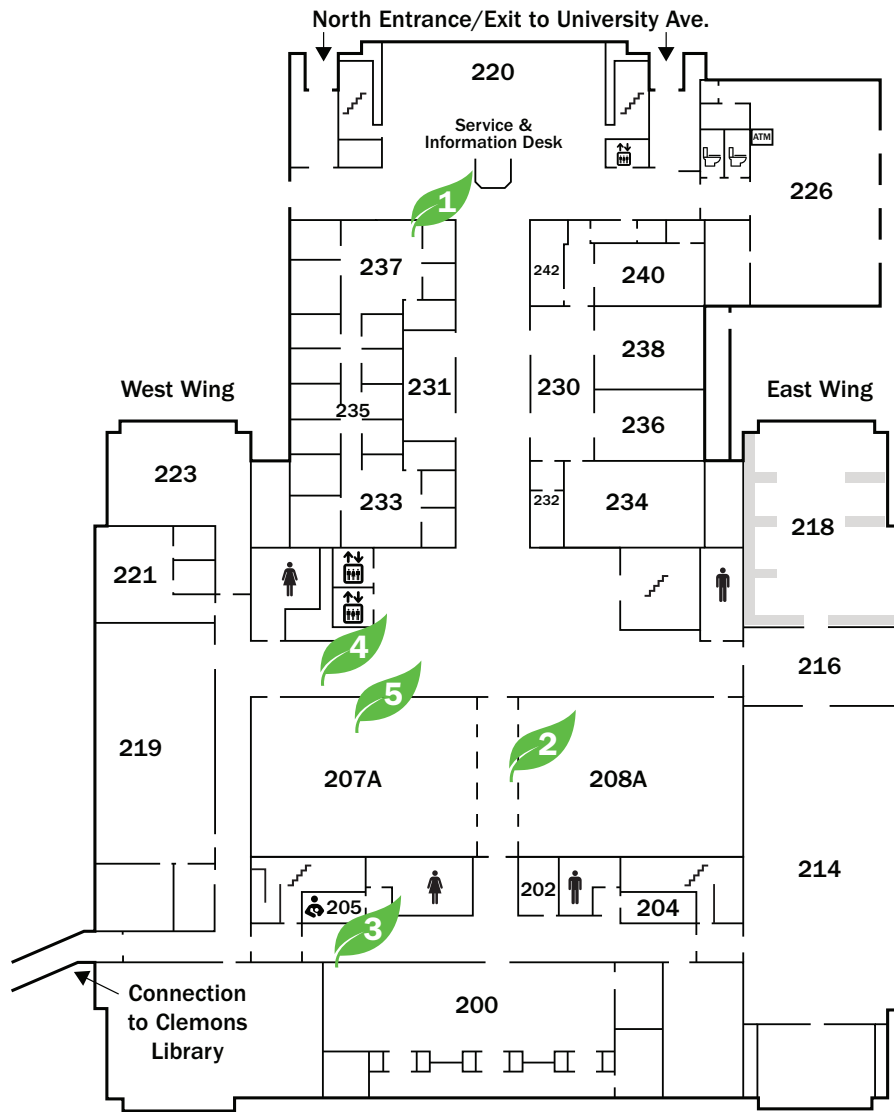 North Entrance/Exit to University Ave.
220
Service &
Information Desk
ATM
226
1
237
242
240
238
231
230
West Wing
East Wing
235
236
223
233
232
234
218
221
4
216
5
2
219
207A
208A
214
205
202
204
3
Connection
to Clemons
Library
200